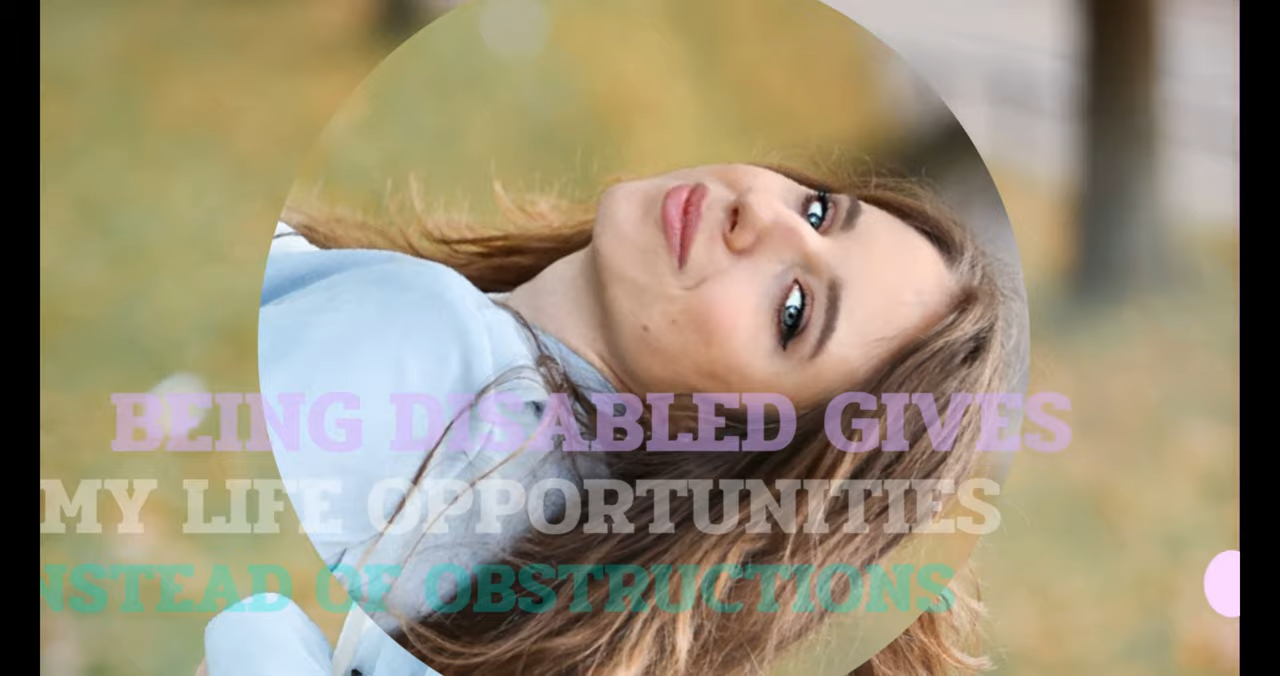 BEING DISABLED GIVES
MY LIFE OPPORTUNITIES
NSTEAD OF OBSTRUCTIONS